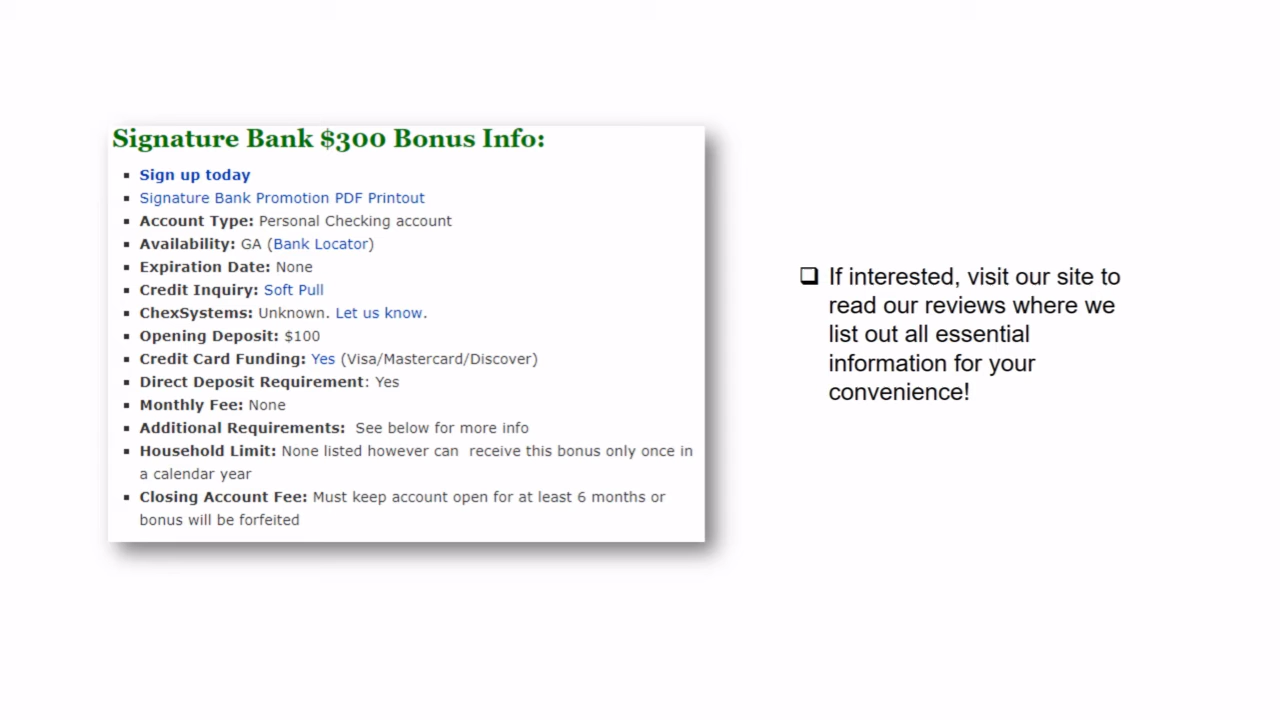 Signature Bank $300 Bonus Info:
Sign up today
Signature Bank Promotion PDF Printout
Account Type: Personal Checking account
Availability: GA (Bank Locator)
Expiration Date: None
Credit Inquiry: Soft Pull
ChexSystems: Unknown. Let us know.
Opening Deposit: $100
Credit Card Funding: Yes (Visa/Mastercard/Discover)
Direct Deposit Requirement: Yes
Monthly Fee: None
Additional Requirements: See below for more info
Household Limit: None listed however can receive this bonus only once in
a calendar year
Closing Account Fee: Must keep account open for at least 6 months or
bonus will be forfeited
If interested, visit our site to
read our reviews where we
list out all essential
information for your
convenience!